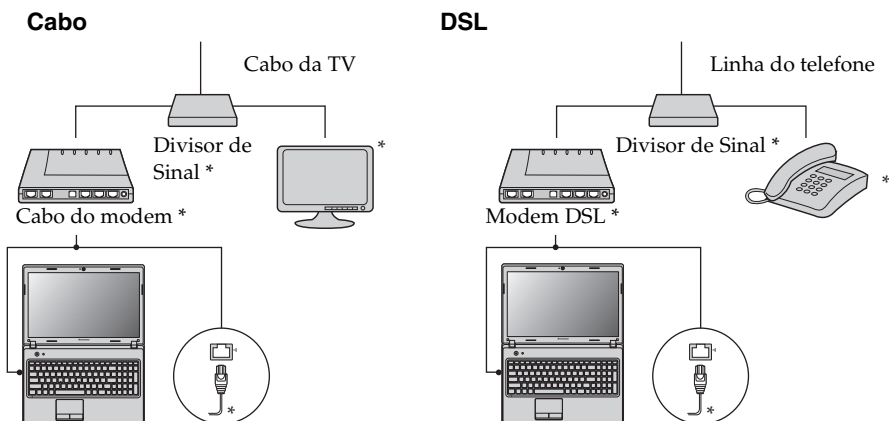 Cabo
Cabo da TV
Divisor de
Sinal *
*
Cabo do modem *
*
DSL
Linha do telefone
Divisor de Sinal *
*
Modem DSL *
*